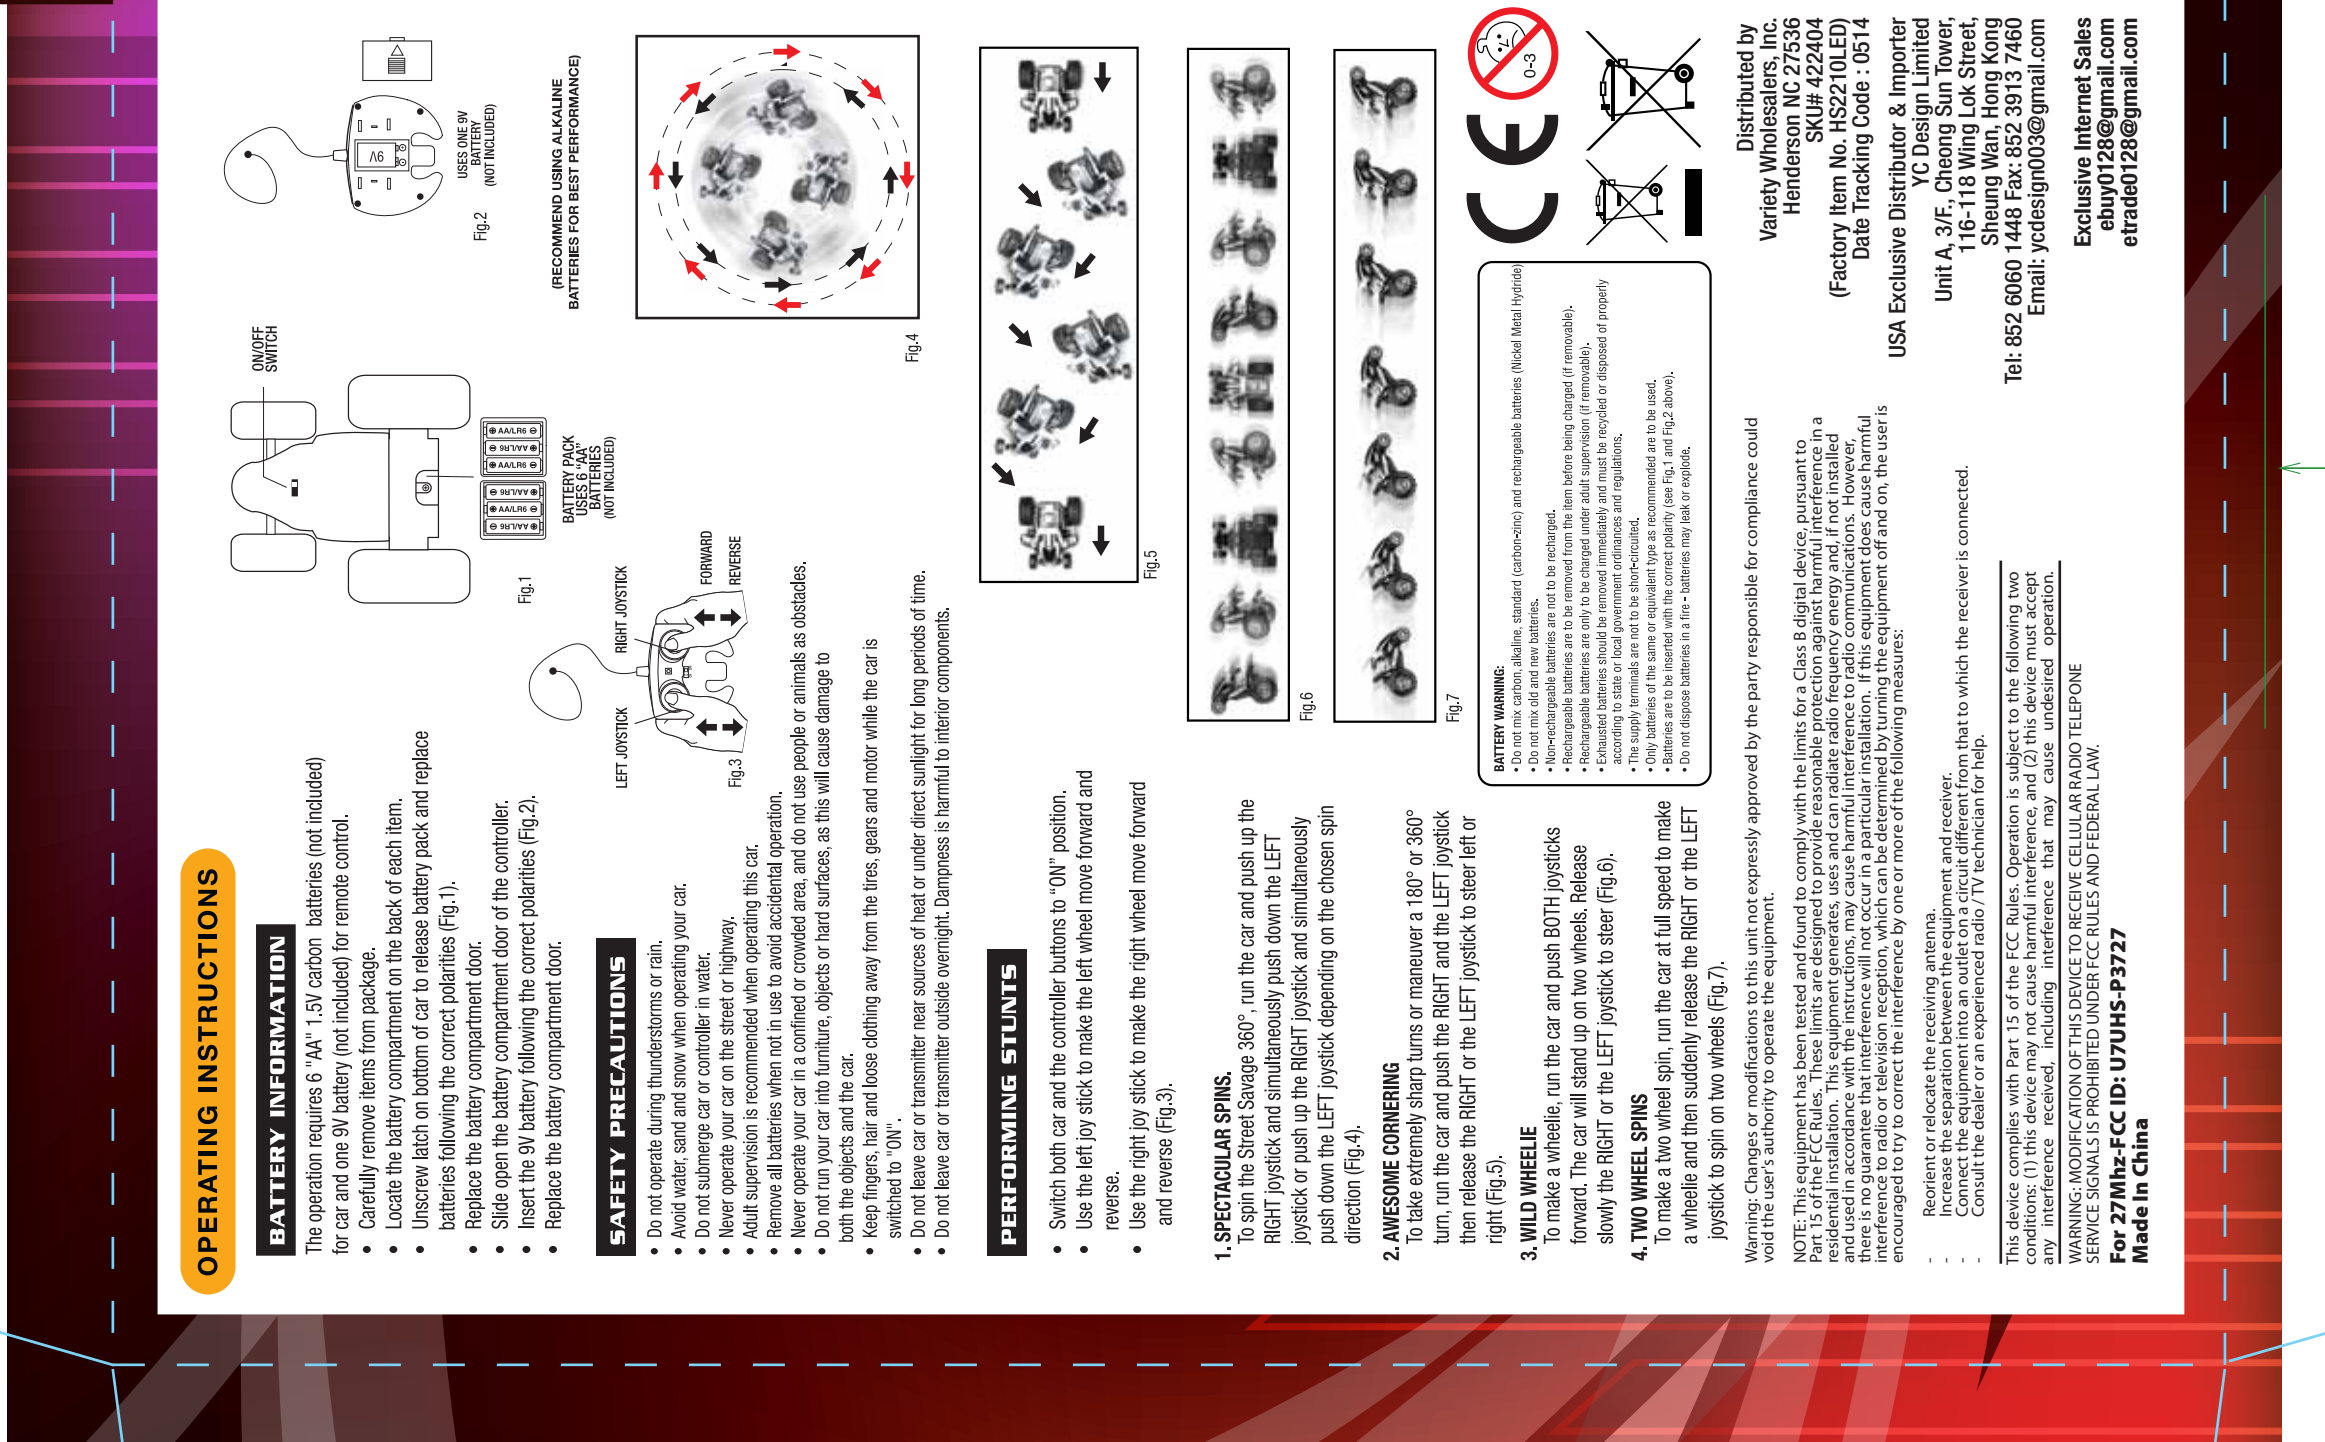 OPERATING INSTRUCTIONS
BATTERY INFORMATION
The operation requires 6 "AA" 1.5V carbon batteries (not included)
for car and one 9V battery (not included) for remote control.
• Carefully remove items from package.
• Locate the battery compartment on the back of each item.
• Unscrew latch on bottom of car to release battery pack and replace
batteries following the correct polarities (Fig.1).
• Replace the battery compartment door.
• Slide open the battery compartment door of the controller.
• Insert the 9V battery following the correct polarities (Fig.2).
• Replace the battery compartment door.
SAFETY PRECAUTIONS
• Do not operate during thunderstorms or rain.
• Avoid water, sand and snow when operating your car.
• Do not submerge car or controller in water.
• Never operate your car on the street or highway.
• Adult supervision is recommended when operating this car.
• Remove all batteries when not in use to avoid accidental operation.
• Never operate your car in a confined or crowded area, and do not use people or animals as obstacles.
• Do not run your car into furniture, objects or hard surfaces, as this will cause damage to
both the objects and the car.
• Keep fingers, hair and loose clothing away from the tires, gears and motor while the car is
switched to "ON" .
• Do not leave car or transmitter near sources of heat or under direct sunlight for long periods of time.
• Do not leave car or transmitter outside overnight. Dampness is harmful to interior components.
PERFORMING STUNTS
• Switch both car and the controller buttons to “ON” position.
• Use the left joy stick to make the left wheel move forward and
reverse.
• Use the right joy stick to make the right wheel move forward
and reverse (Fig.3).
1. SPECTACULAR SPINS.
To spin the Street Savage 360°, run the car and push up the
RIGHT joystick and simultaneously push down the LEFT
joystick or push up the RIGHT joystick and simultaneously
push down the LEFT joystick depending on the chosen spin
direction (Fig.4).
2. AWESOME CORNERING
To take extremely sharp turns or maneuver a 180° or 360°
turn, run the car and push the RIGHT and the LEFT joystick
then release the RIGHT or the LEFT joystick to steer left or
right (Fig.5).
3. WILD WHEELIE
To make a wheelie, run the car and push BOTH joysticks
forward. The car will stand up on two wheels. Release
slowly the RIGHT or the LEFT joystick to steer (Fig.6).
4. TWO WHEEL SPINS
To make a two wheel spin, run the car at full speed to make
a wheelie and then suddenly release the RIGHT or the LEFT
joystick to spin on two wheels (Fig.7).
Warning: Changes or modifications to this unit not expressly approved by the party responsible for compliance could
void the user's authority to operate the equipment.
NOTE: This equipment has been tested and found to comply with the limits for a Class B digital device, pursuant to
Part 15 of the FCC Rules. These limits are designed to provide reasonable protection against harmful interference in a
residential installation. This equipment generates, uses and can radiate radio frequency energy and, if not installed
and used in accordance with the instructions, may cause harmful interference to radio communications. However,
there is no guarantee that interference will not occur in a particular installation. If this equipment does cause harmful
interference to radio or television reception, which can be determined by turning the equipment off and on, the user is
encouraged to try to correct the interference by one or more of the following measures:
- Reorient or relocate the receiving antenna.
- Increase the separation between the equipment and receiver.
- Connect the equipment into an outlet on a circuit different from that to which the receiver is connected.
- Consult the dealer or an experienced radio / TV technician for help.
This device complies with Part 15 of the FCC Rules. Operation is subject to the following two
conditions: (1) this device may not cause harmful interference, and (2) this device must accept
any interference received, including interference that may cause undesired operation.
WARNING: MODIFICATION OF THIS DEVICE TO RECEIVE CELLULAR RADIO TELEPONE
SERVICE SIGNALS IS PROHIBITED UNDER FCC RULES AND FEDERAL LAW.
For 27Mhz-FCC ID: U7UHS-P3727
Made In China
ON/OFF
SWITCH
AA/LR6
AA/LR6
AA/LR6
AA/LR6
AA/LR6
AA/LR6
BATTERY PACK
USES 6 “AA”
BATTERIES
(NOT INCLUDED)
Fig.1
9V
USES ONE 9V
BATTERY
(NOT INCLUDED)
Fig.2
(RECOMMEND USING ALKALINE
BATTERIES FOR BEST PERFORMANCE)
LEFT JOYSTICK
RIGHT JOYSTICK
FORWARD
REVERSE
Fig.3
Fig.4
Fig.5
Fig.6
Fig.7
BATTERY WARNING:
• Do not mix carbon, alkaline, standard (carbon-zinc) and rechargeable batteries (Nickel Metal Hydride)
• Do not mix old and new batteries.
• Non-rechargeable batteries are not to be recharged.
• Rechargeable batteries are to be removed from the item before being charged (if removable).
• Rechargeable batteries are only to be charged under adult supervision (if removable).
• Exhausted batteries should be removed immediately and must be recycled or disposed of properly
according to state or local government ordinances and regulations.
• The supply terminals are not to be short-circuited.
• Only batteries of the same or equivalent type as recommended are to be used.
• Batteries are to be inserted with the correct polarity (see Fig.1 and Fig.2 above).
• Do not dispose batteries in a fire - batteries may leak or explode.
CE
0-3
Distributed by
Variety Wholesalers, Inc.
Henderson NC 27536
SKU# 422404
(Factory Item No. HS2210LED)
Date Tracking Code : 0514
USA Exclusive Distributor & Importer
YC Design Limited
Unit A, 3/F., Cheong Sun Tower,
116-118 Wing Lok Street,
Sheung Wan, Hong Kong
Tel: 852 6060 1448 Fax: 852 3913 7460
Email: ycdesign003@gmail.com
Exclusive Internet Sales
ebuy0128@gmail.com
etrade0128@gmail.com